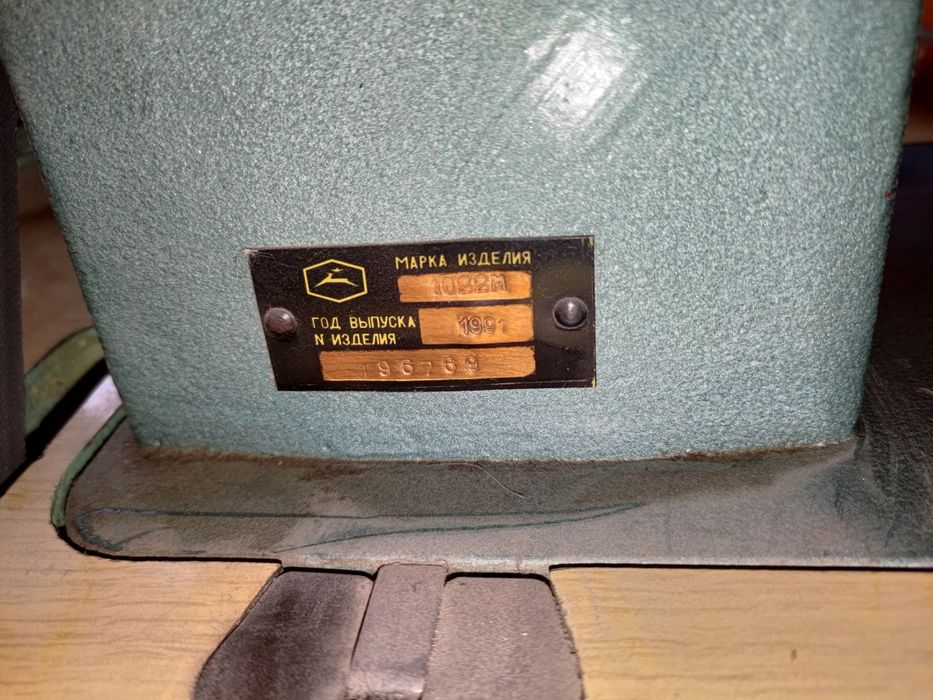 МАРКА ИЗДЕЛИЯ
1022М
ГОД ВЫПУСКА 1991
N ИЗДЕЛИЯ
196769